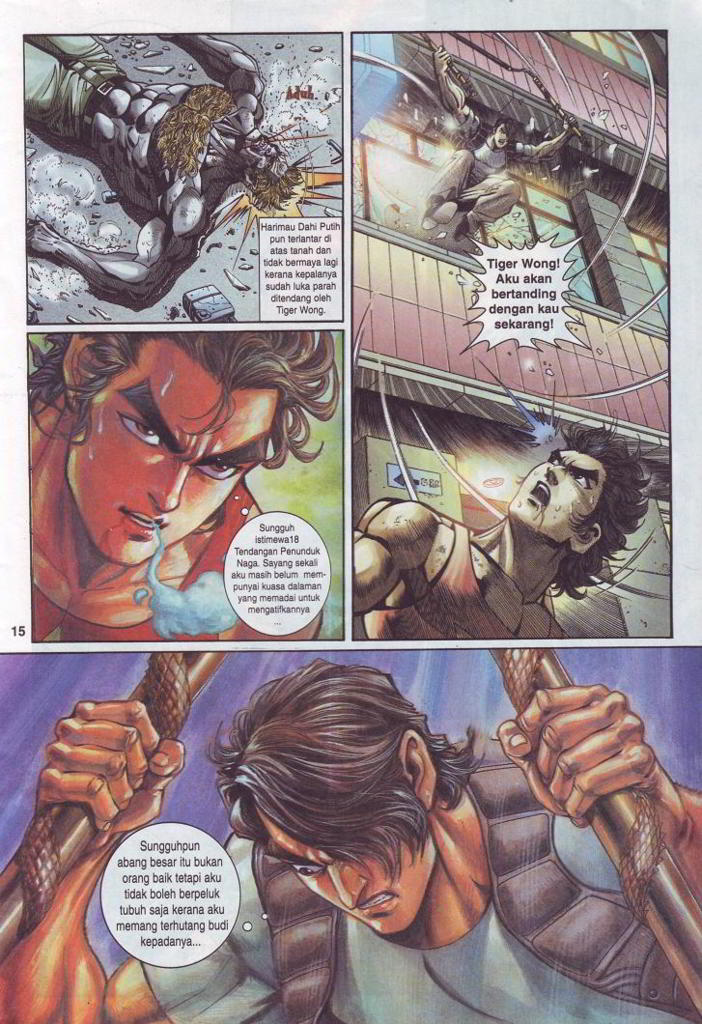 Aduh
Harimau Dahi Putih
pun terlantar di
atas tanah dan
tidak bermaya lagi
kerana kepalanya
sudah luka parah
ditendang oleh
Tiger Wong.
Tiger Wong!
Aku akan
bertanding
dengan kau
sekarang!
Sungguh
istimewa18
Tendangan Penunduk
Naga. Sayang sekali
aku masih belum mem-
punyai kuasa dalaman
yang memadai untuk
mengatifkannya
...
15
Sungguhpun
abang besar itu bukan
orang baik tetapi aku
tidak boleh berpeluk
tubuh saja kerana aku
memang terhutang budi
kepadanya...